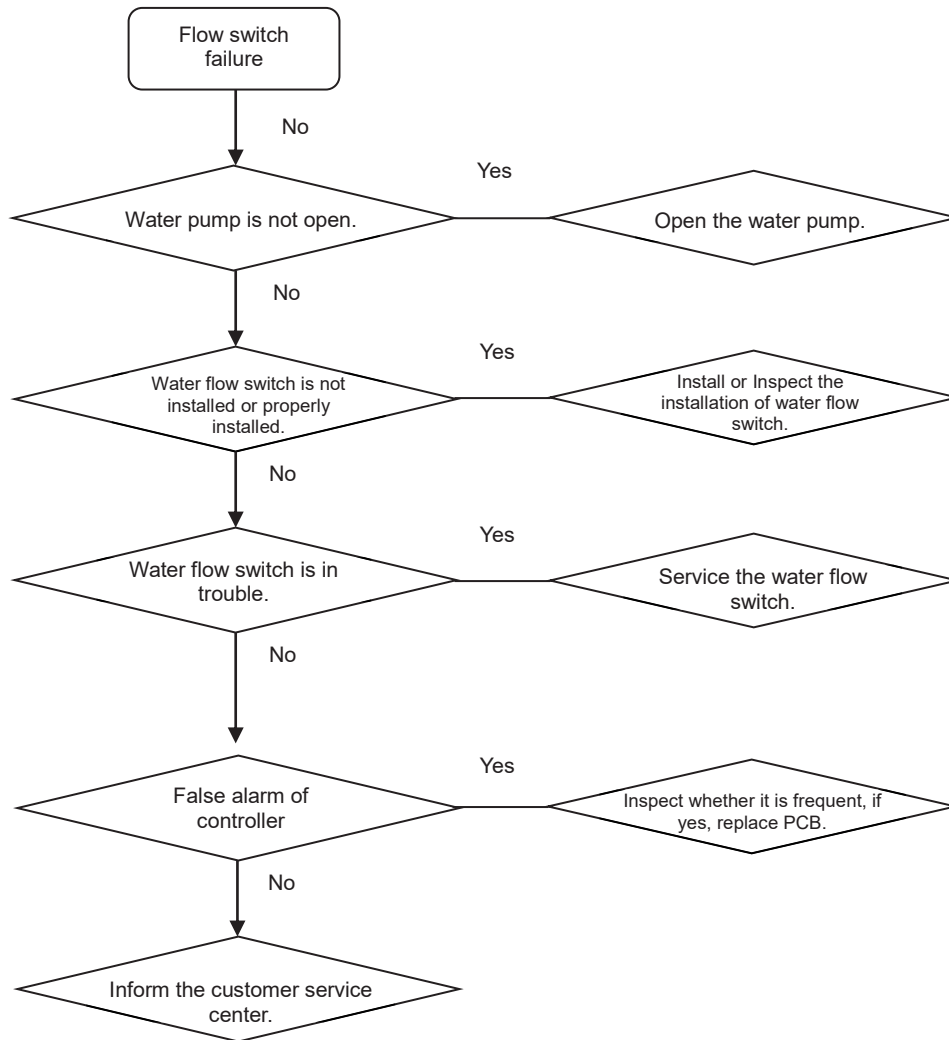 Flow switch
failure
No
Yes
Water pump is not open.
Open the water pump.
No
Yes
Water flow switch is not
installed or properly
installed.
Install or Inspect the
installation of water flow
switch.
No
Yes
Water flow switch is in
trouble.
Service the water flow
switch.
No
Yes
False alarm of
controller
Inspect whether it is frequent, if
yes, replace PCB.
No
Inform the customer service
center.